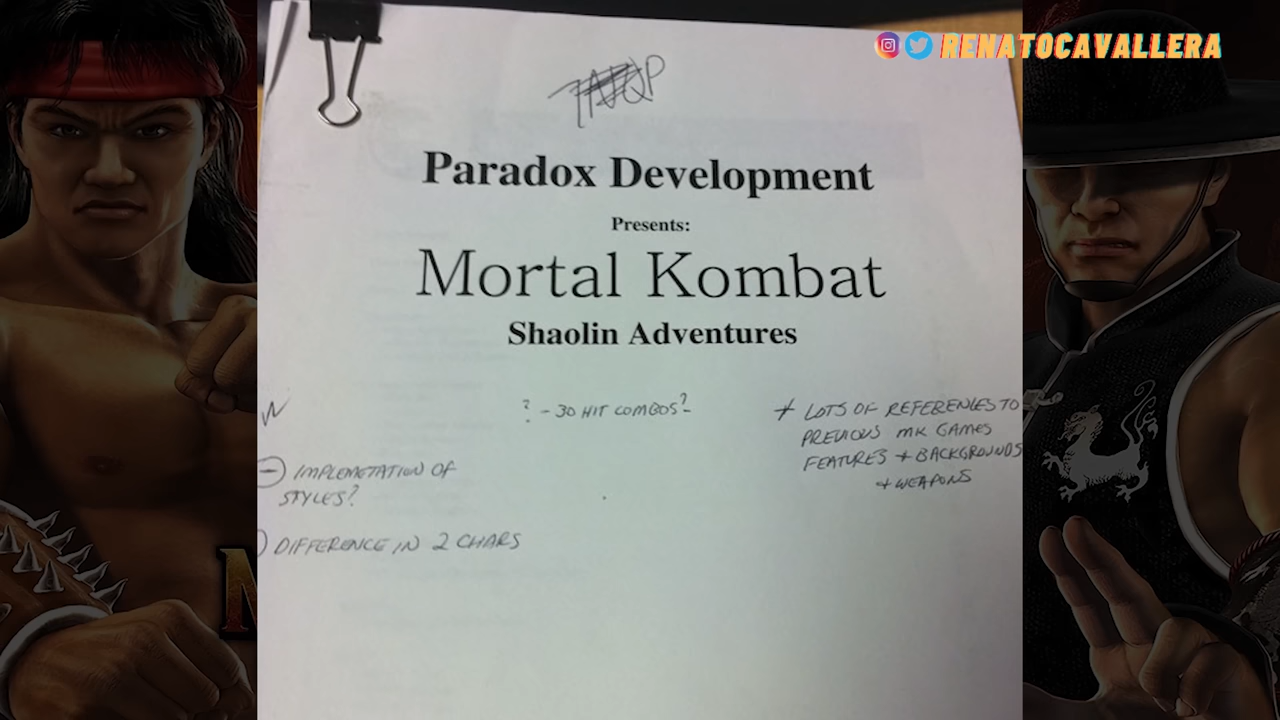 RENATOCAVALLERA
Paradox Development
Presents:
Mortal Kombat
Shaolin Adventures
? - 30 HIT COMBOS? -
* LOTS OF REFERENCES TO
PREVIOUS MK GAMES
FEATURES + BACKGROUNDS
+ WEAPONS
- IMPLEMETATION OF
STYLES?
DIFFERENCE IN 2 CHARS